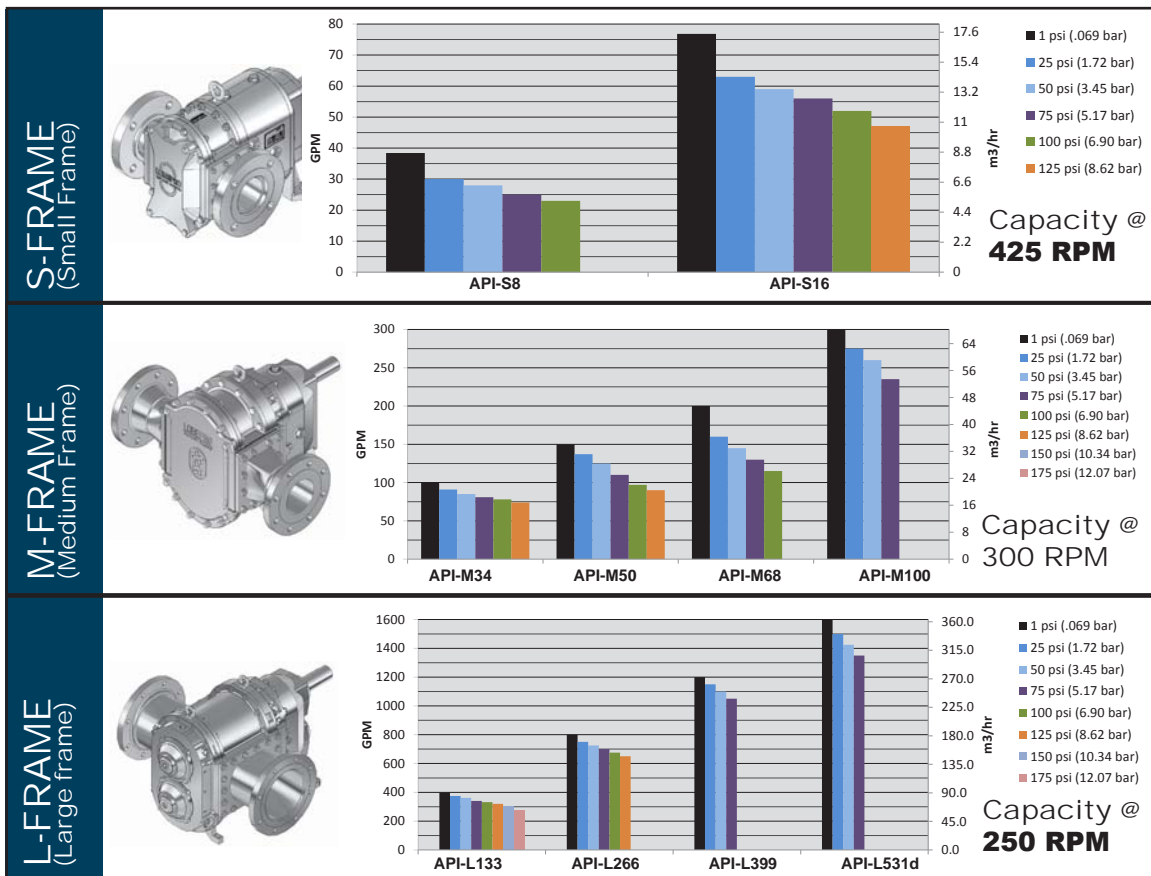 S-FRAME
(Small Frame)
GPM
80
70
60
50
40
30
20
10
0
API-S8
API-S16
17.6
15.4
13.2
11
8.8
6.6
4.4
2.2
0
m3/hr
1 psi (.069 bar)
25 psi (1.72 bar)
50 psi (3.45 bar)
75 psi (5.17 bar)
100 psi (6.90 bar)
125 psi (8.62 bar)
Capacity @
425 RPM
M-FRAME
(Medium Frame)
GPM
300
250
200
150
100
50
0
API-M34
API-M50
API-M68
API-M100
64
56
48
40
32
24
16
8
0
m3/hr
1 psi (.069 bar)
25 psi (1.72 bar)
50 psi (3.45 bar)
75 psi (5.17 bar)
100 psi (6.90 bar)
125 psi (8.62 bar)
150 psi (10.34 bar)
175 psi (12.07 bar)
Capacity @
300 RPM
L-FRAME
(Large frame)
GPM
1600
1400
1200
1000
800
600
400
200
0
API-L133
API-L266
API-L399
API-L531d
360.0
315.0
270.0
225.0
180.0
135.0
90.0
45.0
0.0
m3/hr
1 psi (.069 bar)
25 psi (1.72 bar)
50 psi (3.45 bar)
75 psi (5.17 bar)
100 psi (6.90 bar)
125 psi (8.62 bar)
150 psi (10.34 bar)
175 psi (12.07 bar)
Capacity @
250 RPM